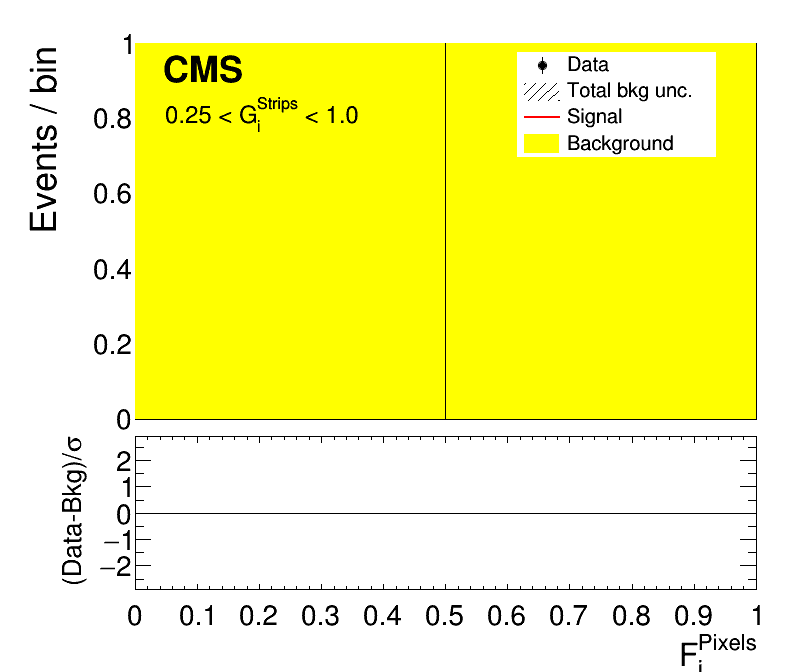 Events / bin
1
0.8
0.6
0.4
0.2
0
CMS
0.25 < G_i^Strips < 1.0
Data
Total bkg unc.
Signal
Background
(Data-Bkg)/σ
2
1
0
−1
−2
0 0.1 0.2 0.3 0.4 0.5 0.6 0.7 0.8 0.9 1
F_i^Pixels